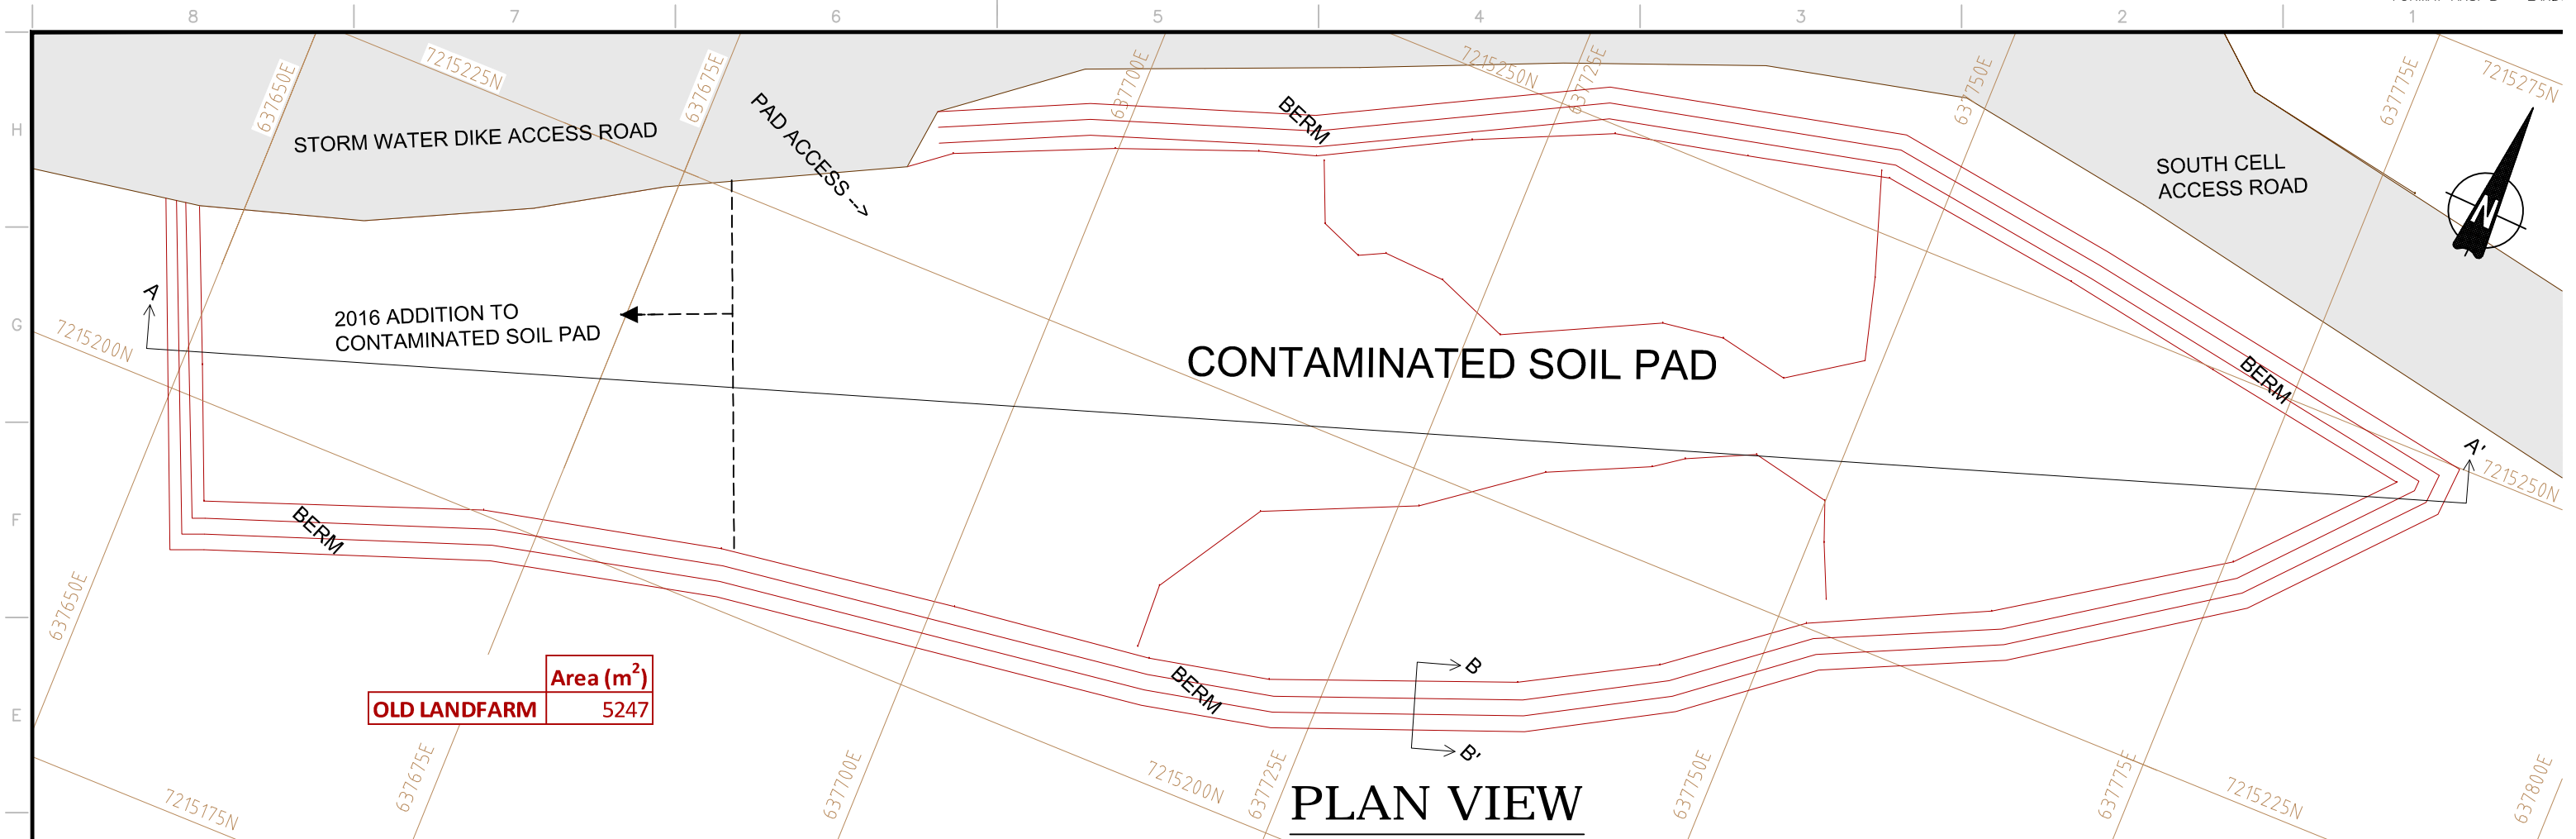 8 7 6 5 4 3 2 1
H
G
F
E
637650E
7215225N
637675E
637700E
7215250N
637725E
637750E
637775E
7215275N
STORM WATER DIKE ACCESS ROAD
PAD ACCESS -->
BERM
SOUTH CELL
ACCESS ROAD
N
A
2016 ADDITION TO
CONTAMINATED SOIL PAD
7215200N
CONTAMINATED SOIL PAD
BERM
A'
7215250N
BERM
637650E
BERM
B
B'
Area (m²)
OLD LANDFARM 5247
7215175N
637675E
637700E
7215200N
637725E
637750E
637775E
7215225N
637800E
PLAN VIEW